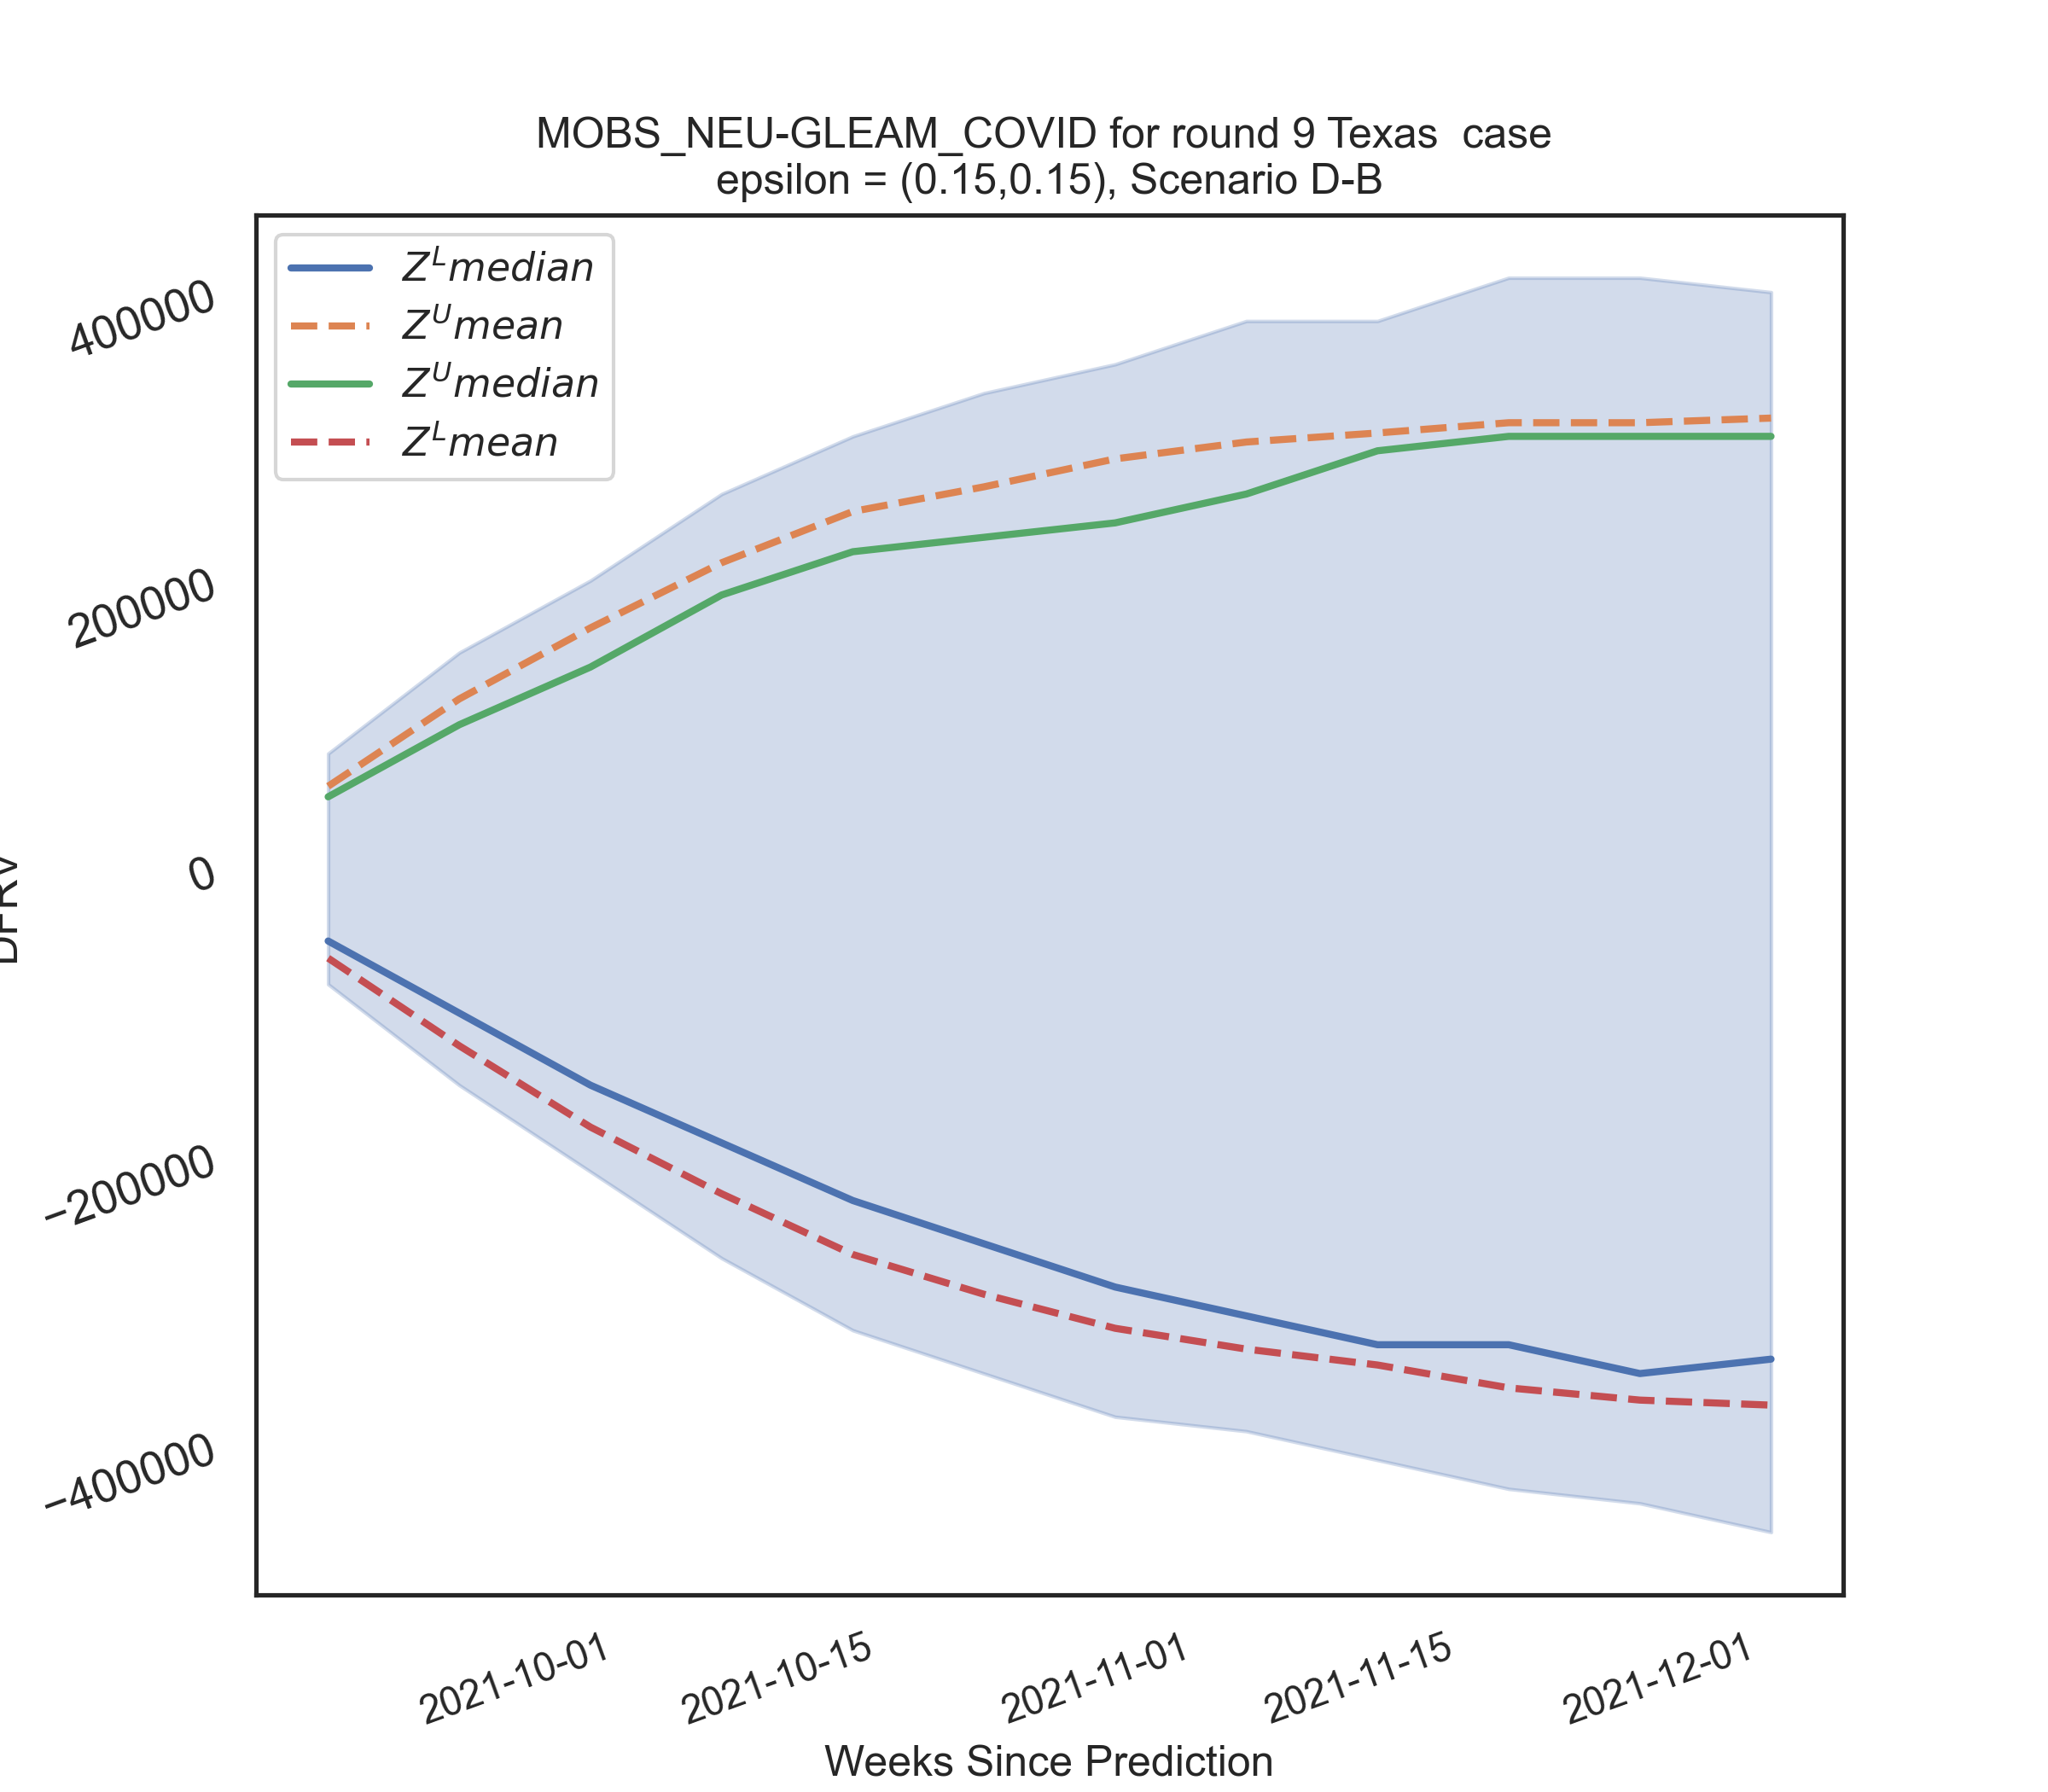 MOBS_NEU-GLEAM_COVID for round 9 Texas  case
epsilon = (0.15,0.15), Scenario D-B
Z^L median
Z^U mean
Z^U median
Z^L mean
400000
200000
0
−200000
−400000
2021-10-01
2021-10-15
2021-11-01
2021-11-15
2021-12-01
Weeks Since Prediction